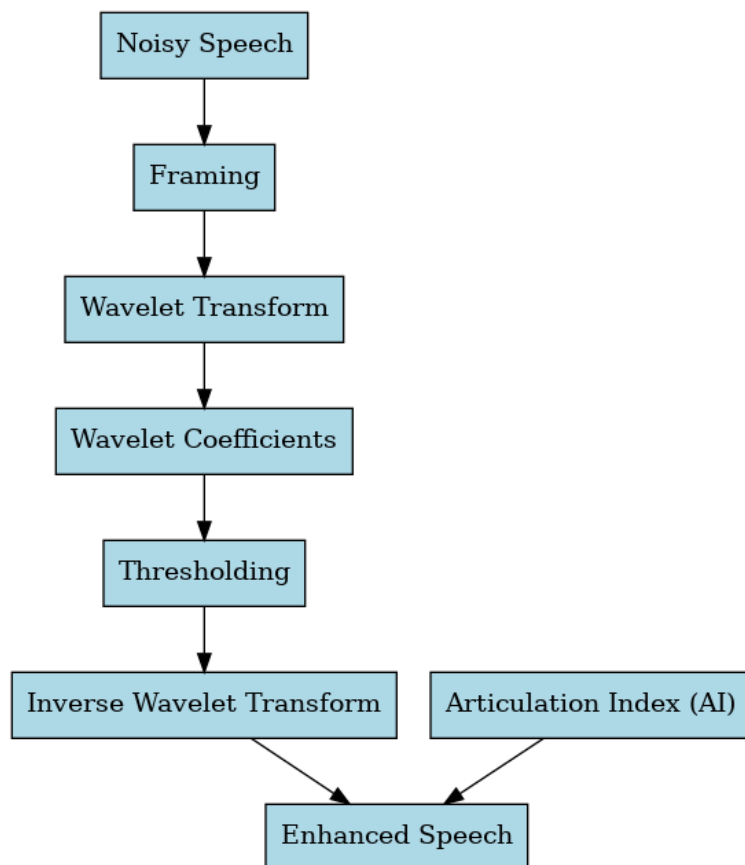 Noisy Speech
Framing
Wavelet Transform
Wavelet Coefficients
Thresholding
Inverse Wavelet Transform
Articulation Index (AI)
Enhanced Speech